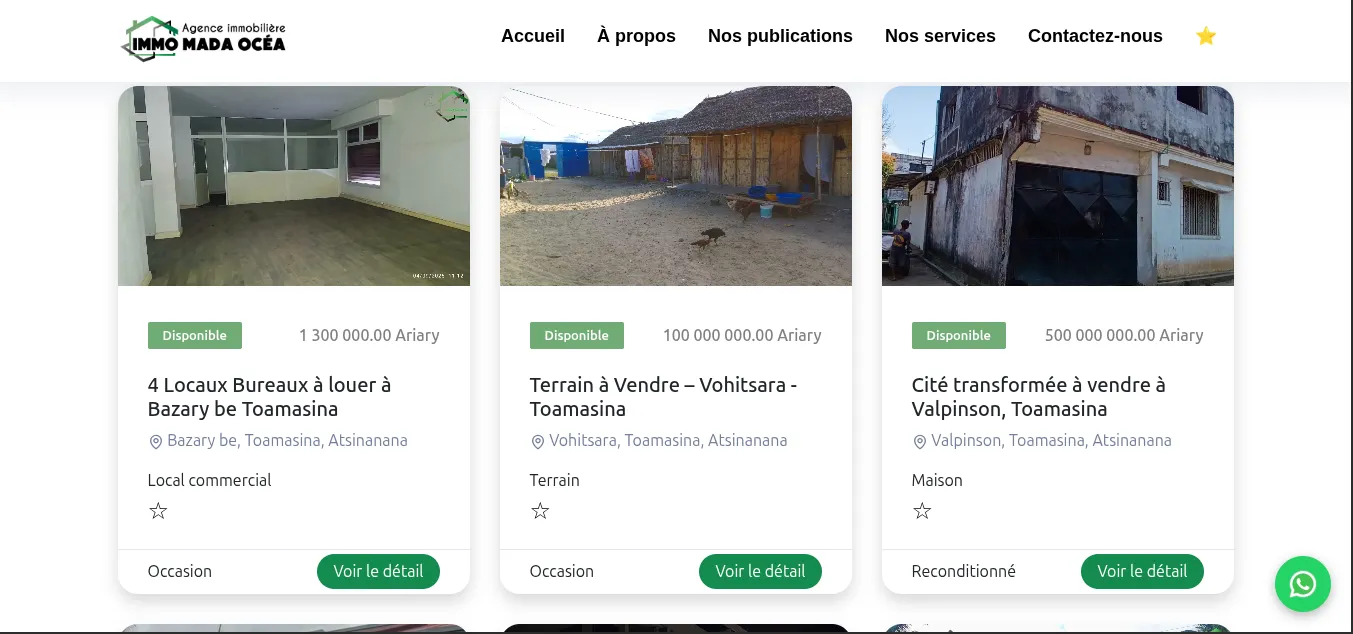 Agence immobilière
IMMO MADA OCÉA
Accueil
À propos
Nos publications
Nos services
Contactez-nous
Disponible
1 300 000.00 Ariary
4 Locaux Bureaux à louer à
Bazary be Toamasina
Bazary be, Toamasina, Atsinanana
Local commercial
Occasion
Voir le détail
Disponible
100 000 000.00 Ariary
Terrain à Vendre – Vohitsara -
Toamasina
Vohitsara, Toamasina, Atsinanana
Terrain
Occasion
Voir le détail
Disponible
500 000 000.00 Ariary
Cité transformée à vendre à
Valpinson, Toamasina
Valpinson, Toamasina, Atsinanana
Maison
Reconditionné
Voir le détail